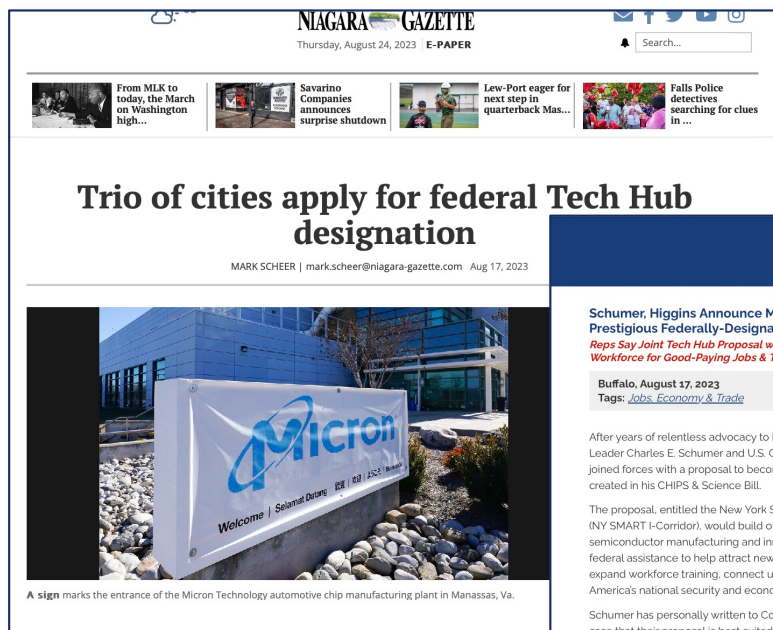 NIAGARA GAZETTE
Thursday, August 24, 2023 | E-PAPER
Search...
From MLK to
today, the March
on Washington
high...
Savarino
Companies
announces
surprise shutdown
Lew-Port eager for
next step in
quarterback Mas...
Falls Police
detectives
searching for clues
in ...
Trio of cities apply for federal Tech Hub
designation
MARK SCHEER | mark.scheer@niagara-gazette.com Aug 17, 2023
Micron
Welcome | Selamat Datang
A sign marks the entrance of the Micron Technology automotive chip manufacturing plant in Manassas, Va.
Schumer, Higgins Announce
Prestigious Federally-Designa
Reps Say Joint Tech Hub Proposal
Workforce for Good-Paying Jobs &
Buffalo, August 17, 2023
Tags: Jobs, Economy & Trade
After years of relentless advocacy to
Leader Charles E. Schumer and U.S.
joined forces with a proposal to beco
created in his CHIPS & Science Bill.
The proposal, entitled the New York
(NY SMART I-Corridor), would build o
semiconductor manufacturing and in
federal assistance to help attract new
expand workforce training, connect u
America's national security and econo
Schumer has personally written to Co